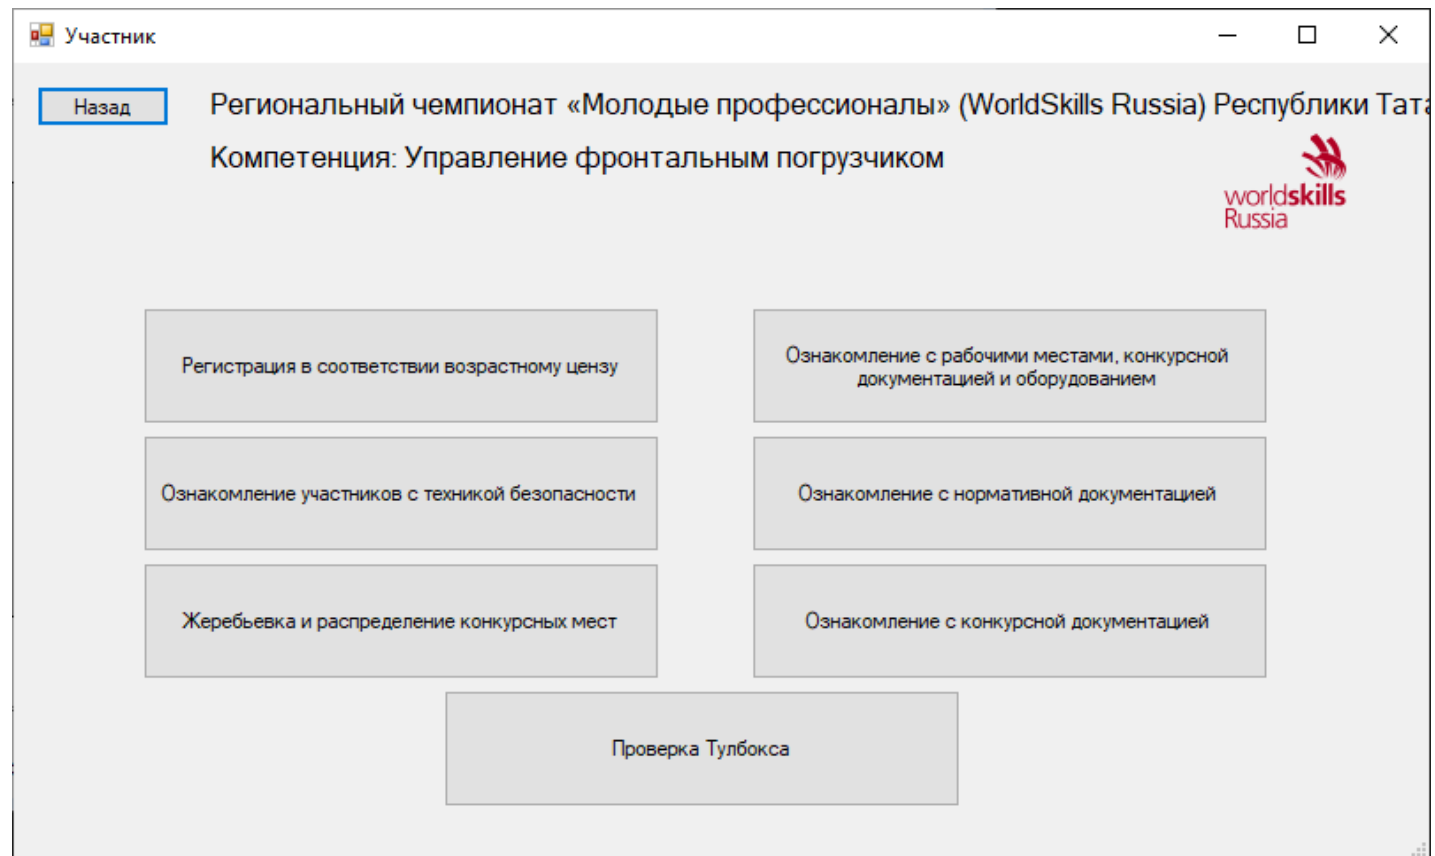 Участник
Назад
Региональный чемпионат «Молодые профессионалы» (WorldSkills Russia) Республики Тата
Компетенция: Управление фронтальным погрузчиком
worldskills
Russia
Регистрация в соответствии возрастному цензу
Ознакомление с рабочими местами, конкурсной
документацией и оборудованием
Ознакомление участников с техникой безопасности
Ознакомление с нормативной документацией
Жеребьевка и распределение конкурсных мест
Ознакомление с конкурсной документацией
Проверка Тулбокса